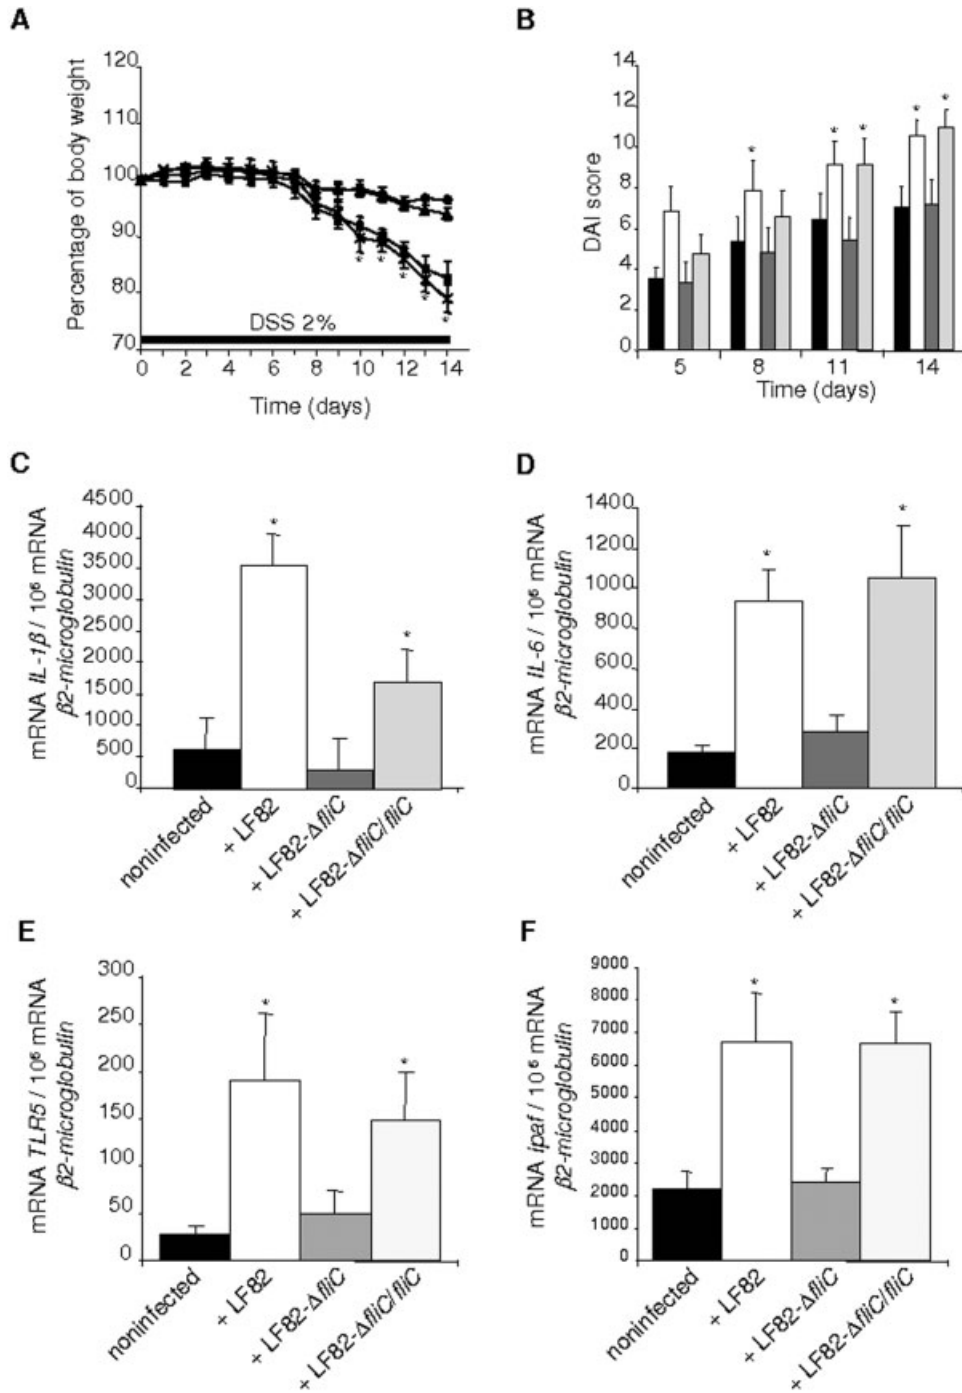 A
Percentage of body weight
120
110
100
90
80
70
DSS 2%
0 2 4 6 8 10 12 14
Time (days)
* * * * *
B
DAI score
14
12
10
8
6
4
2
0
* * * * *
5 8 11 14
Time (days)
C
mRNA IL-1β / 10⁶ mRNA
β2-microglobulin
4500
4000
3500
3000
2500
2000
1500
1000
500
0
* *
noninfected
+ LF82
+ LF82-ΔfliC
+ LF82-ΔfliC/fliC
D
mRNA IL-6 / 10⁶ mRNA
β2-microglobulin
1400
1200
1000
800
600
400
200
0
* *
noninfected
+ LF82
+ LF82-ΔfliC
+ LF82-ΔfliC/fliC
E
mRNA TLR5 / 10⁶ mRNA
β2-microglobulin
300
250
200
150
100
50
0
* *
noninfected
+ LF82
+ LF82-ΔfliC
+ LF82-ΔfliC/fliC
F
mRNA ipaf / 10⁶ mRNA
β2-microglobulin
9000
8000
7000
6000
5000
4000
3000
2000
1000
0
* *
noninfected
+ LF82
+ LF82-ΔfliC
+ LF82-ΔfliC/fliC